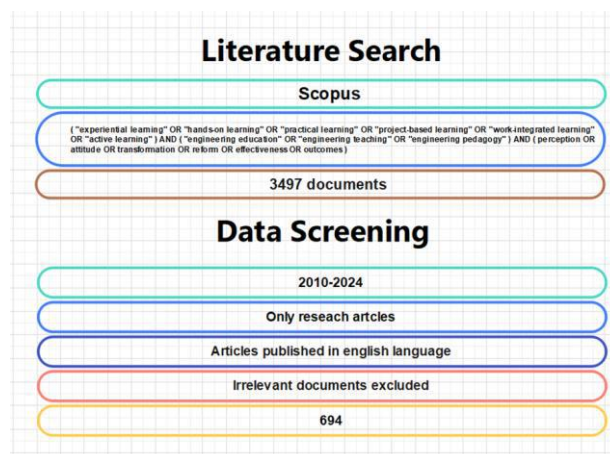 Literature Search
Scopus
( "experiential learning" OR "hands-on learning" OR "practical learning" OR "project-based learning" OR "work-integrated learning"
OR "active learning" ) AND ( "engineering education" OR "engineering teaching" OR "engineering pedagogy" ) AND ( perception OR
attitude OR transformation OR reform OR effectiveness OR outcomes )
3497 documents
Data Screening
2010-2024
Only reseach artcles
Articles published in english language
Irrelevant documents excluded
694